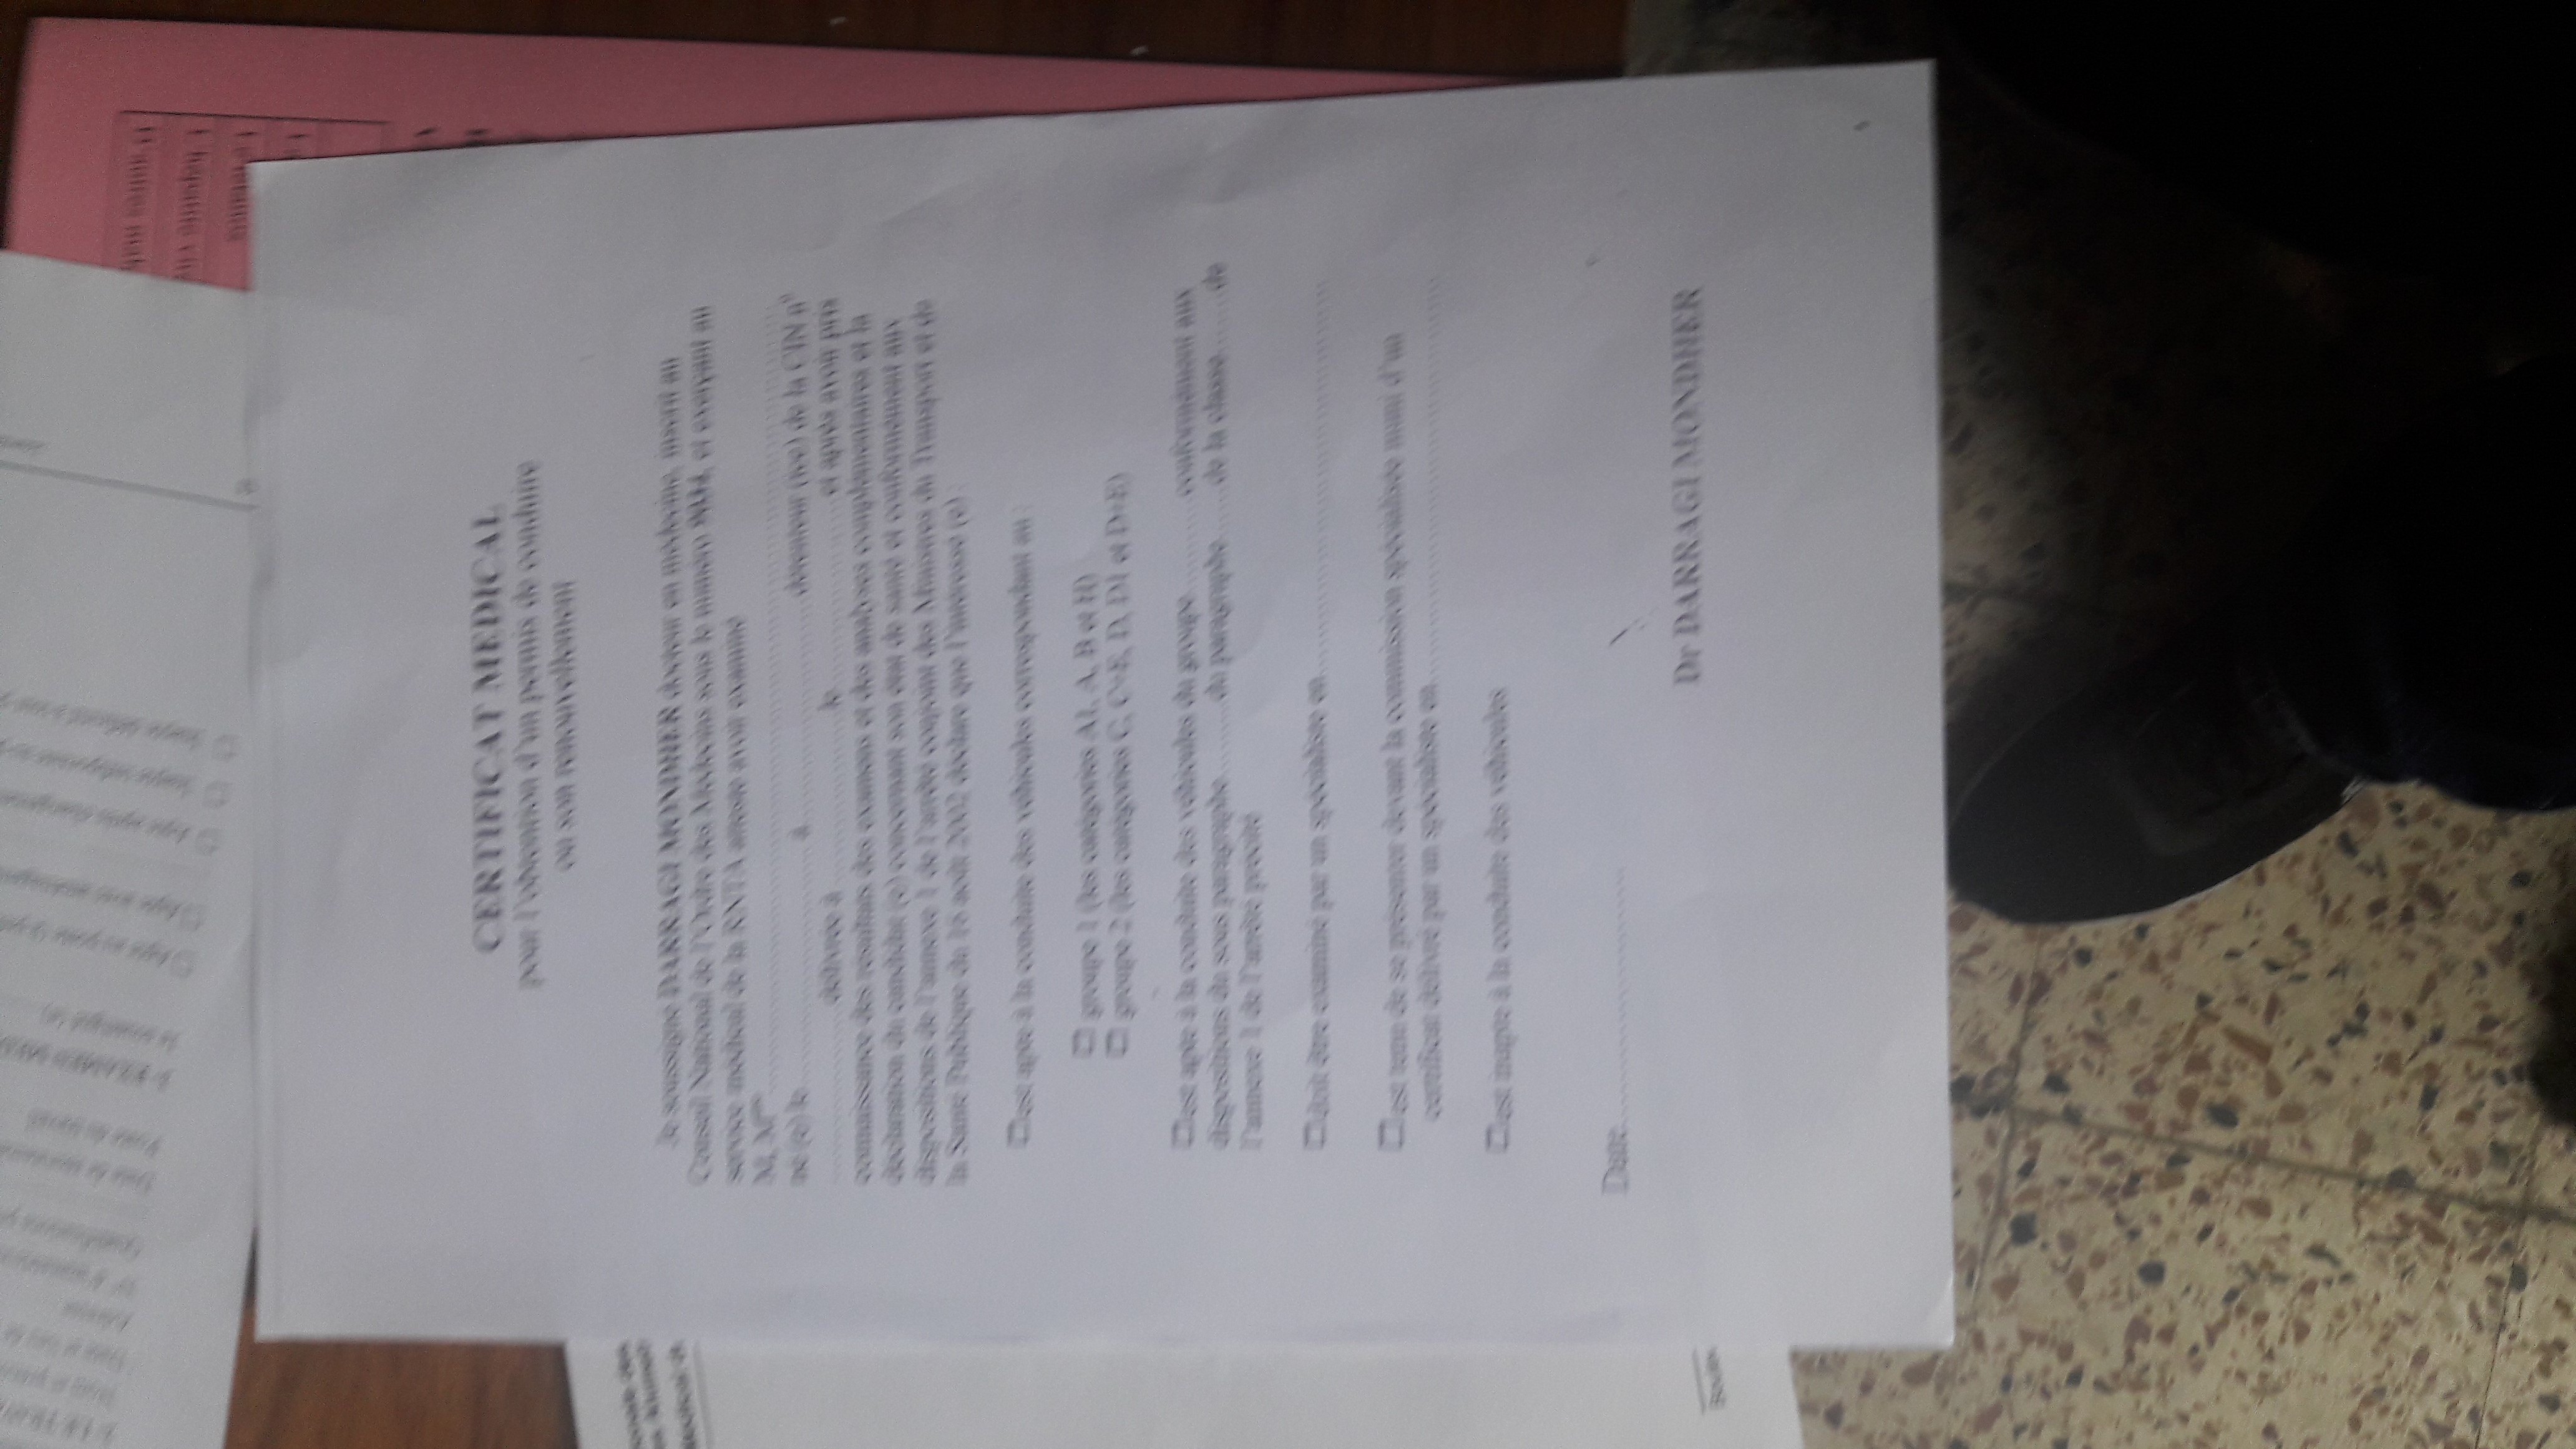 CERTIFICAT MEDICAL
pour l'obtention d'un permis de conduire
ou son renouvellement
Je soussigné DARRAGI MONDHER docteur en médecine, inscrit au
Conseil National de l'Ordre des Médecins sous le numéro 9034, et exerçant au
service médical de la RNTA atteste avoir examiné
M, Mme..........................................................................
né (e) le........................ à........................détenteur (ice) de la CIN n°
....................délivrée à ....................le........................et après avoir pris
connaissance des résultats des examens et des analyses complémentaires et la
déclaration du candidat (e) concernant son état de santé et conformément aux
dispositions de l'annexe 1 de l'arrêté conjoint des Ministres du Transport et de
la Santé Publique du 16 août 2002 déclare que l'intéressé (e) :
□est apte à la conduite des véhicules correspondant au :
□ groupe 1 (les catégories A1, A, B et H)
□ groupe 2 (les catégories C, C+E, D, D1 et D+E)
□est apte à la conduite des véhicules du groupe.......... conformément aux
dispositions du sous paragraphe........du paragraphe......de la classe.......de
l'annexe 1 de l'arrêté précité
□doit être examiné par un spécialiste en..........................................
□est tenu de se présenter devant la commission spécialisée muni d'un
certificat délivré par un spécialiste en..........................................
□est inapte à la conduite des véhicules
Date..........................
Dr DARRAGI MONDHER